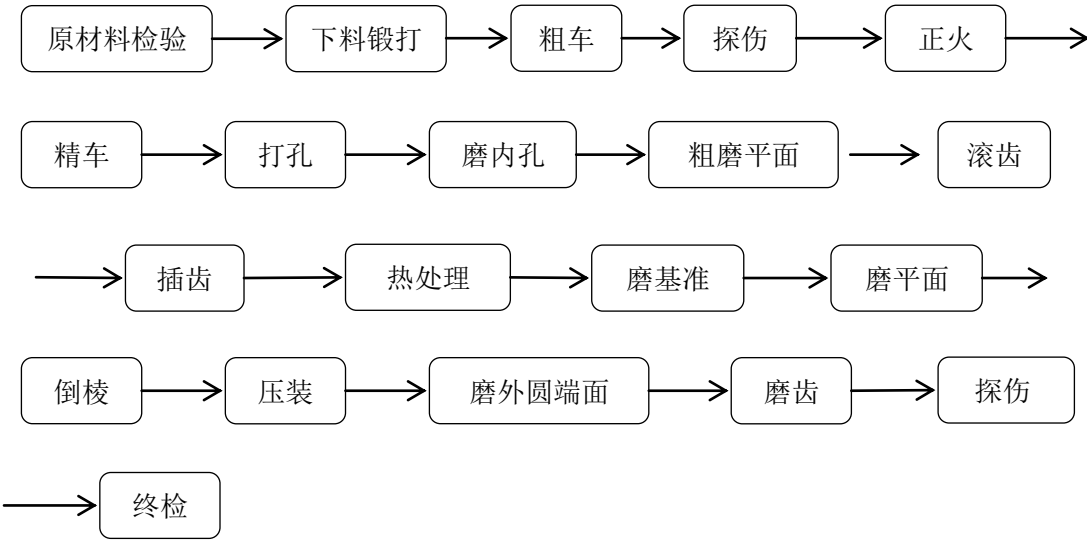 原材料检验 下料锻打 粗车 探伤 正火
精车 打孔 磨内孔 粗磨平面 滚齿
插齿 热处理 磨基准 磨平面
倒棱 压装 磨外圆端面 磨齿 探伤
终检